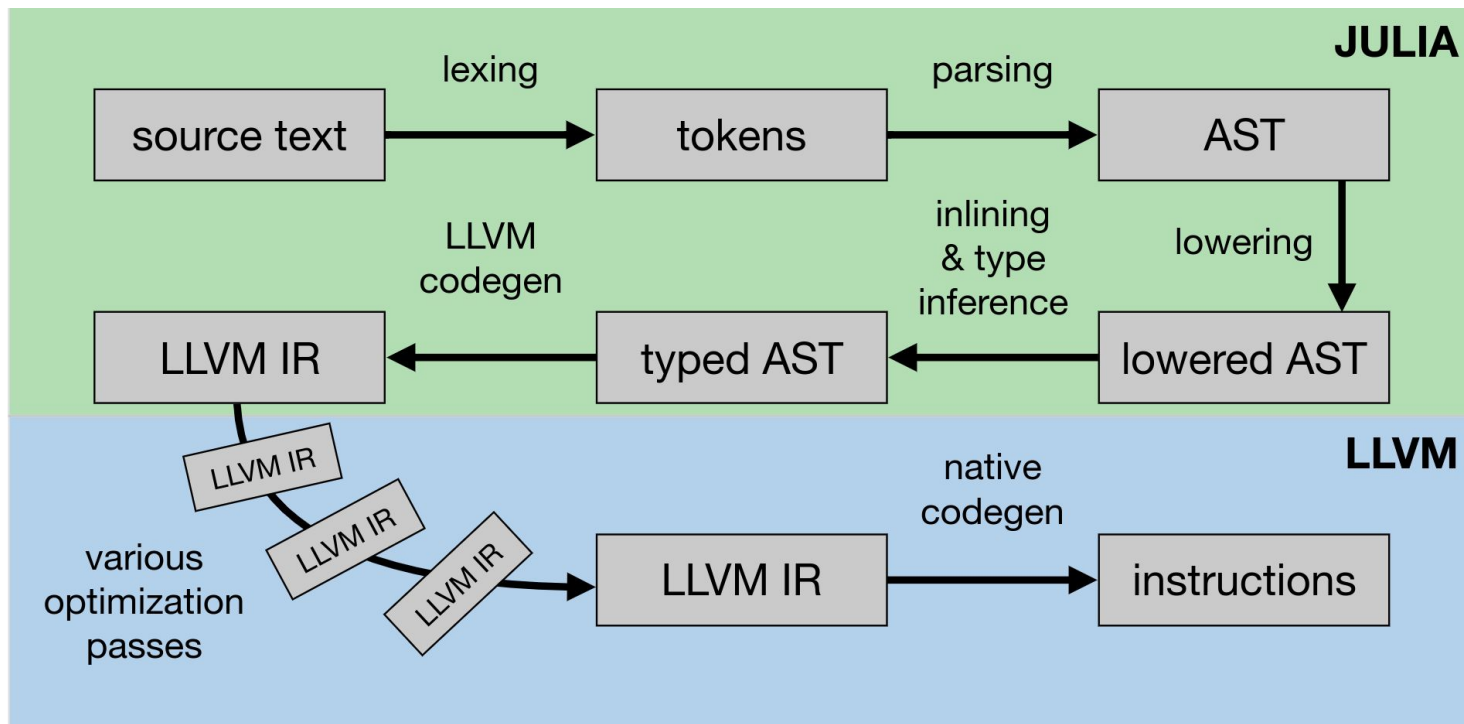 JULIA
lexing
parsing
source text
tokens
AST
LLVM
codegen
inlining
& type
inference
lowering
LLVM IR
typed AST
lowered AST
LLVM
LLVM IR
LLVM IR
LLVM IR
various
optimization
passes
native
codegen
LLVM IR
instructions